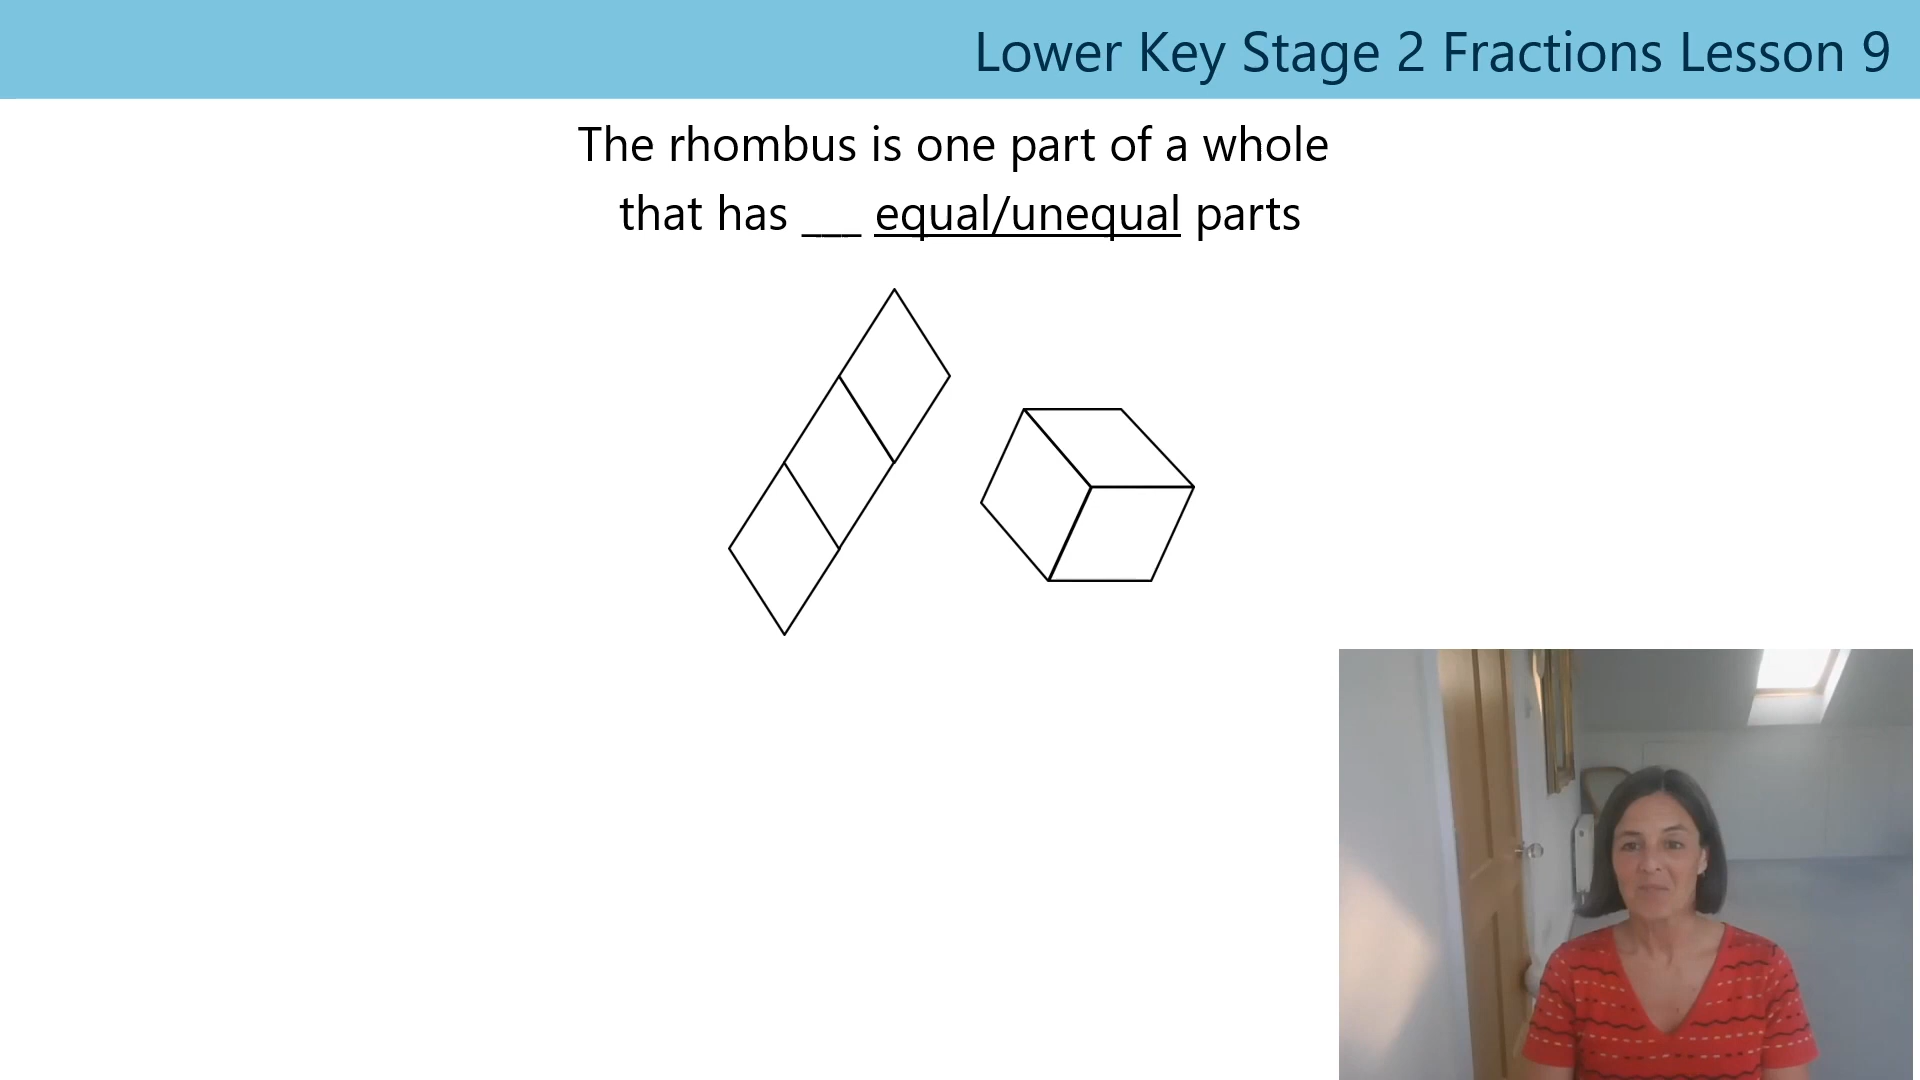 Lower Key Stage 2 Fractions Lesson 9
The rhombus is one part of a whole
that has ___ equal/unequal parts